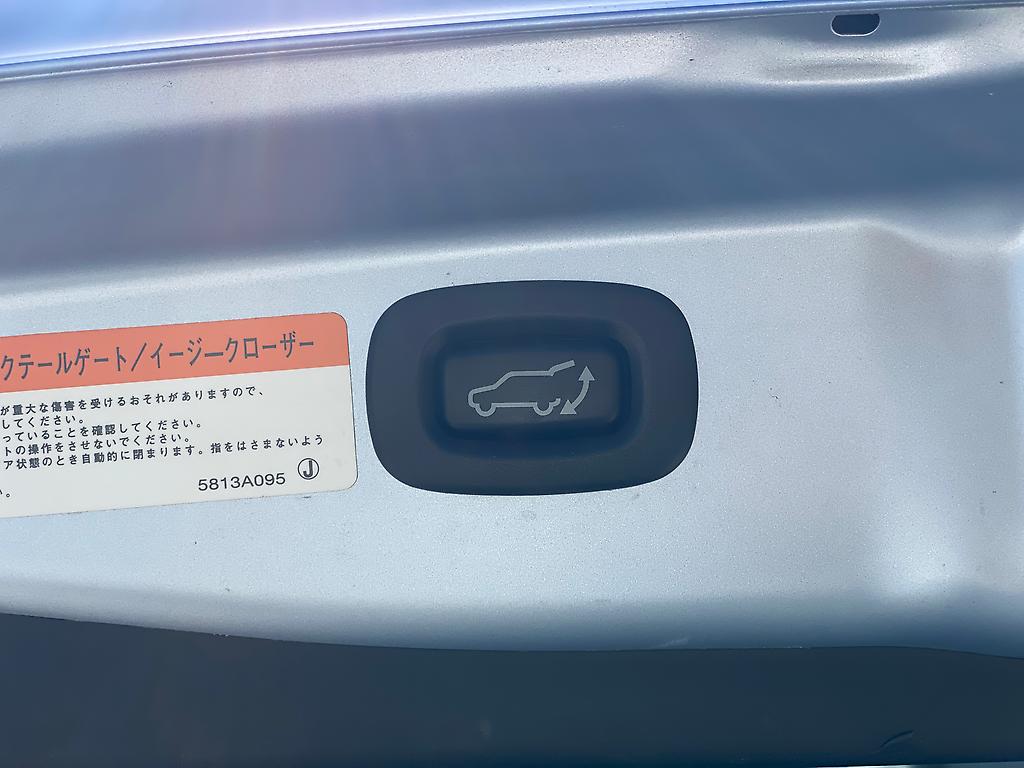 クテールゲート/イージークローザー
が重大な傷害を受けるおそれがありますので、
してください。
っていることを確認してください。
トの操作をさせないでください。
ア状態のとき自動的に閉まります。指をはさまないよう
い。
5813A095 J